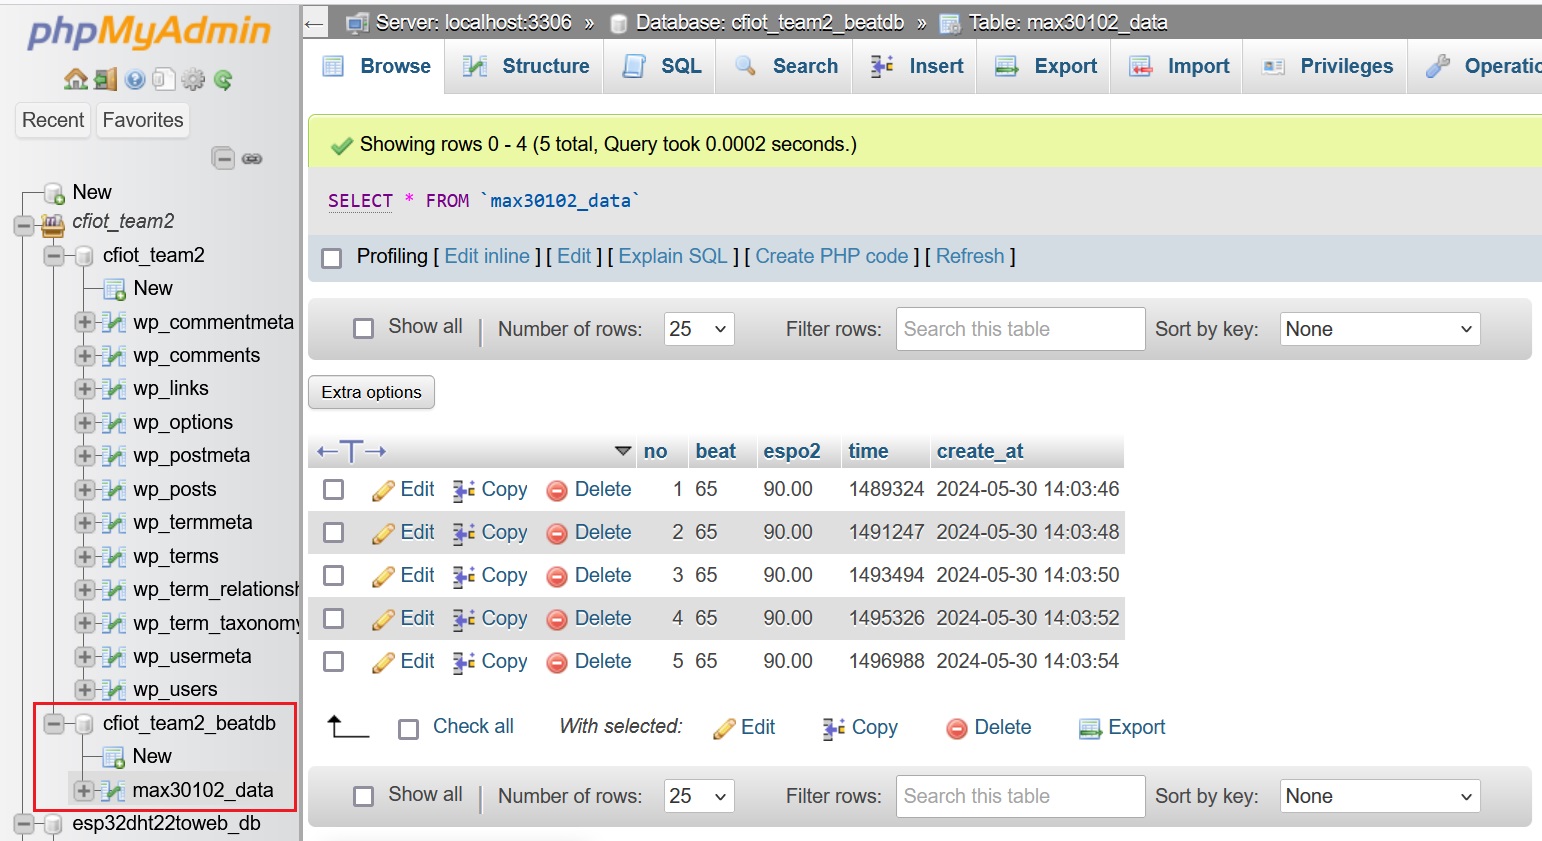 phpMyAdmin
Recent Favorites
New
cfiot_team2
cfiot_team2
New
wp_commentmeta
wp_comments
wp_links
wp_options
wp_postmeta
wp_posts
wp_termmeta
wp_terms
wp_term_relationsh
wp_term_taxonomy
wp_usermeta
wp_users
cfiot_team2_beatdb
New
max30102_data
esp32dht22toweb_db
← Server: localhost:3306 » Database: cfiot_team2_beatdb » Table: max30102_data
Browse Structure SQL Search Insert Export Import Privileges Operatio
Showing rows 0 - 4 (5 total, Query took 0.0002 seconds.)
SELECT * FROM `max30102_data`
Profiling [ Edit inline ] [ Edit ] [ Explain SQL ] [ Create PHP code ] [ Refresh ]
Show all | Number of rows: 25 Filter rows: Search this table Sort by key: None
Extra options
←T→ no beat espo2 time create_at
Edit Copy Delete 1 65 90.00 1489324 2024-05-30 14:03:46
Edit Copy Delete 2 65 90.00 1491247 2024-05-30 14:03:48
Edit Copy Delete 3 65 90.00 1493494 2024-05-30 14:03:50
Edit Copy Delete 4 65 90.00 1495326 2024-05-30 14:03:52
Edit Copy Delete 5 65 90.00 1496988 2024-05-30 14:03:54
Check all With selected: Edit Copy Delete Export
Show all | Number of rows: 25 Filter rows: Search this table Sort by key: None